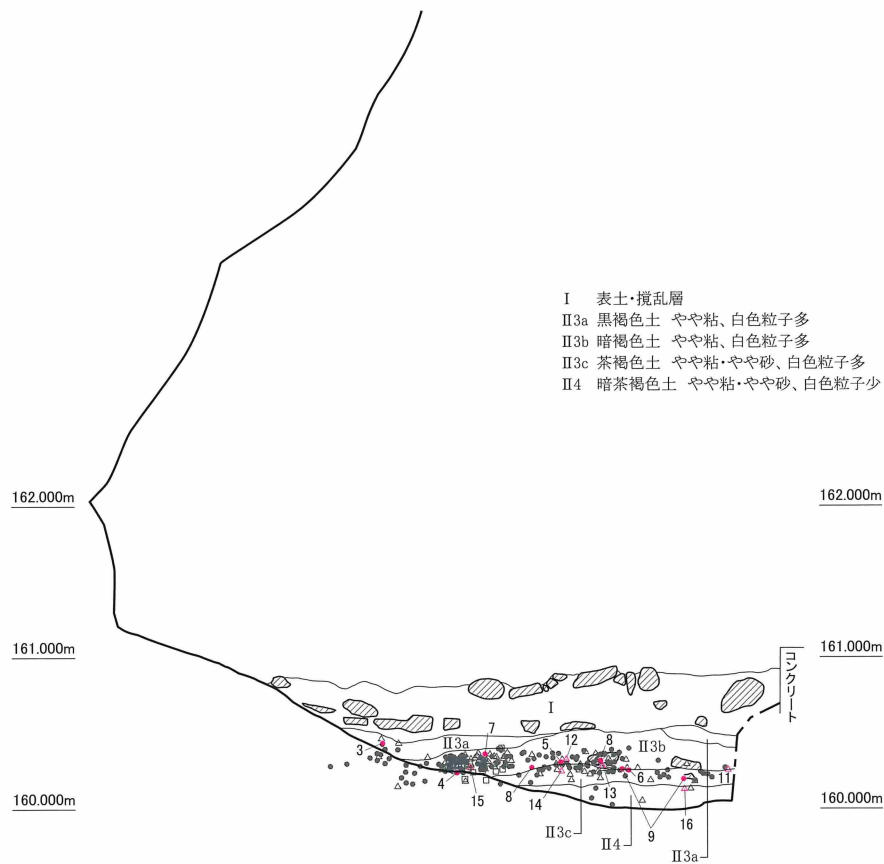 I 表土・撹乱層
II3a 黒褐色土 やや粘、白色粒子多
II3b 暗褐色土 やや粘、白色粒子多
II3c 茶褐色土 やや粘・やや砂、白色粒子多
II4 暗茶褐色土 やや粘・やや砂、白色粒子少
162.000m
162.000m
161.000m
161.000m
コンクリート
I
3
II3a
7
5
12
8
II3b
4
15
8
14
13
6
11
160.000m
9
16
160.000m
II3c
II4
II3a